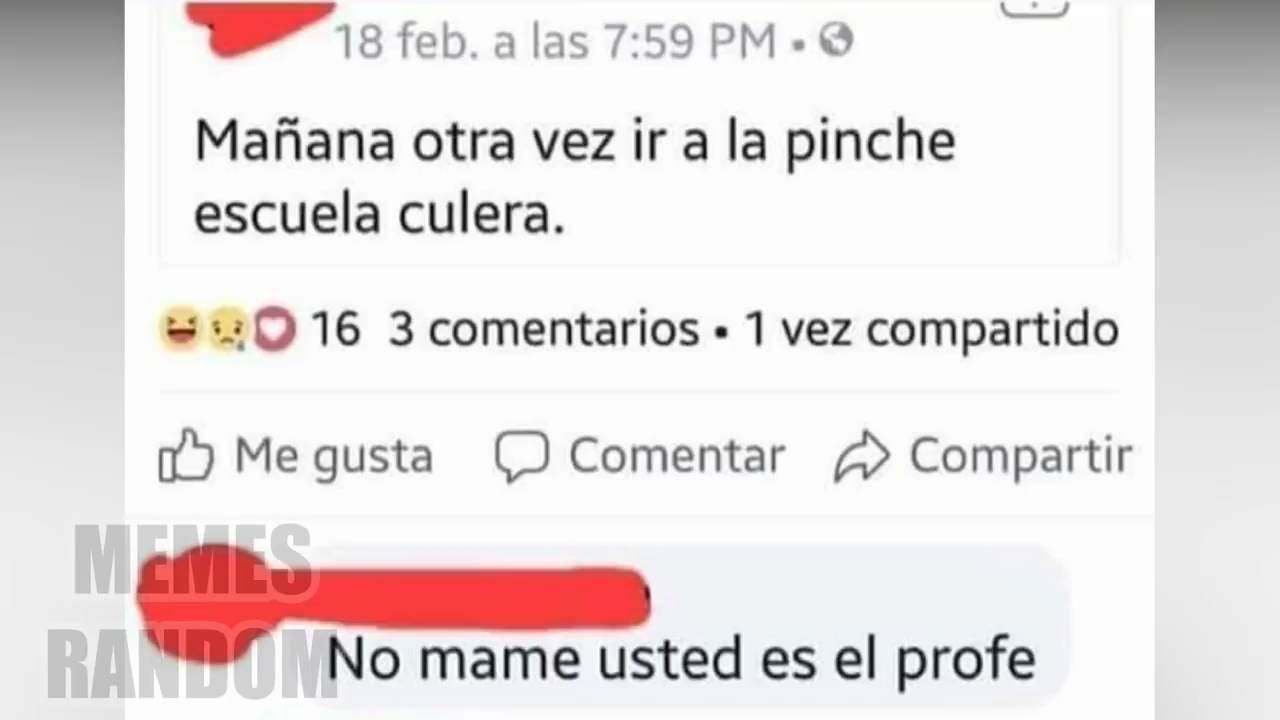 18 feb. a las 7:59 PM •
Mañana otra vez ir a la pinche
escuela culera.
16 3 comentarios • 1 vez compartido
Me gusta Comentar Compartir
MEMES
RANDOM
No mame usted es el profe